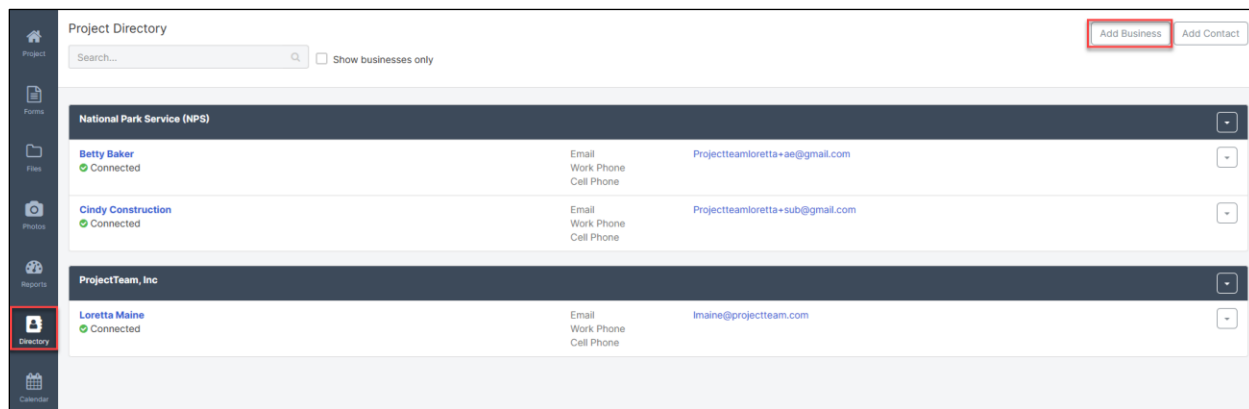 Project
Forms
Files
Photos
Reports
Directory
Calendar
Project Directory
Search...
Show businesses only
Add Business
Add Contact
National Park Service (NPS)
Betty Baker
Connected
Email
Work Phone
Cell Phone
Projectteamloretta+ae@gmail.com
Cindy Construction
Connected
Email
Work Phone
Cell Phone
Projectteamloretta+sub@gmail.com
ProjectTeam, Inc
Loretta Maine
Connected
Email
Work Phone
Cell Phone
lmaine@projectteam.com